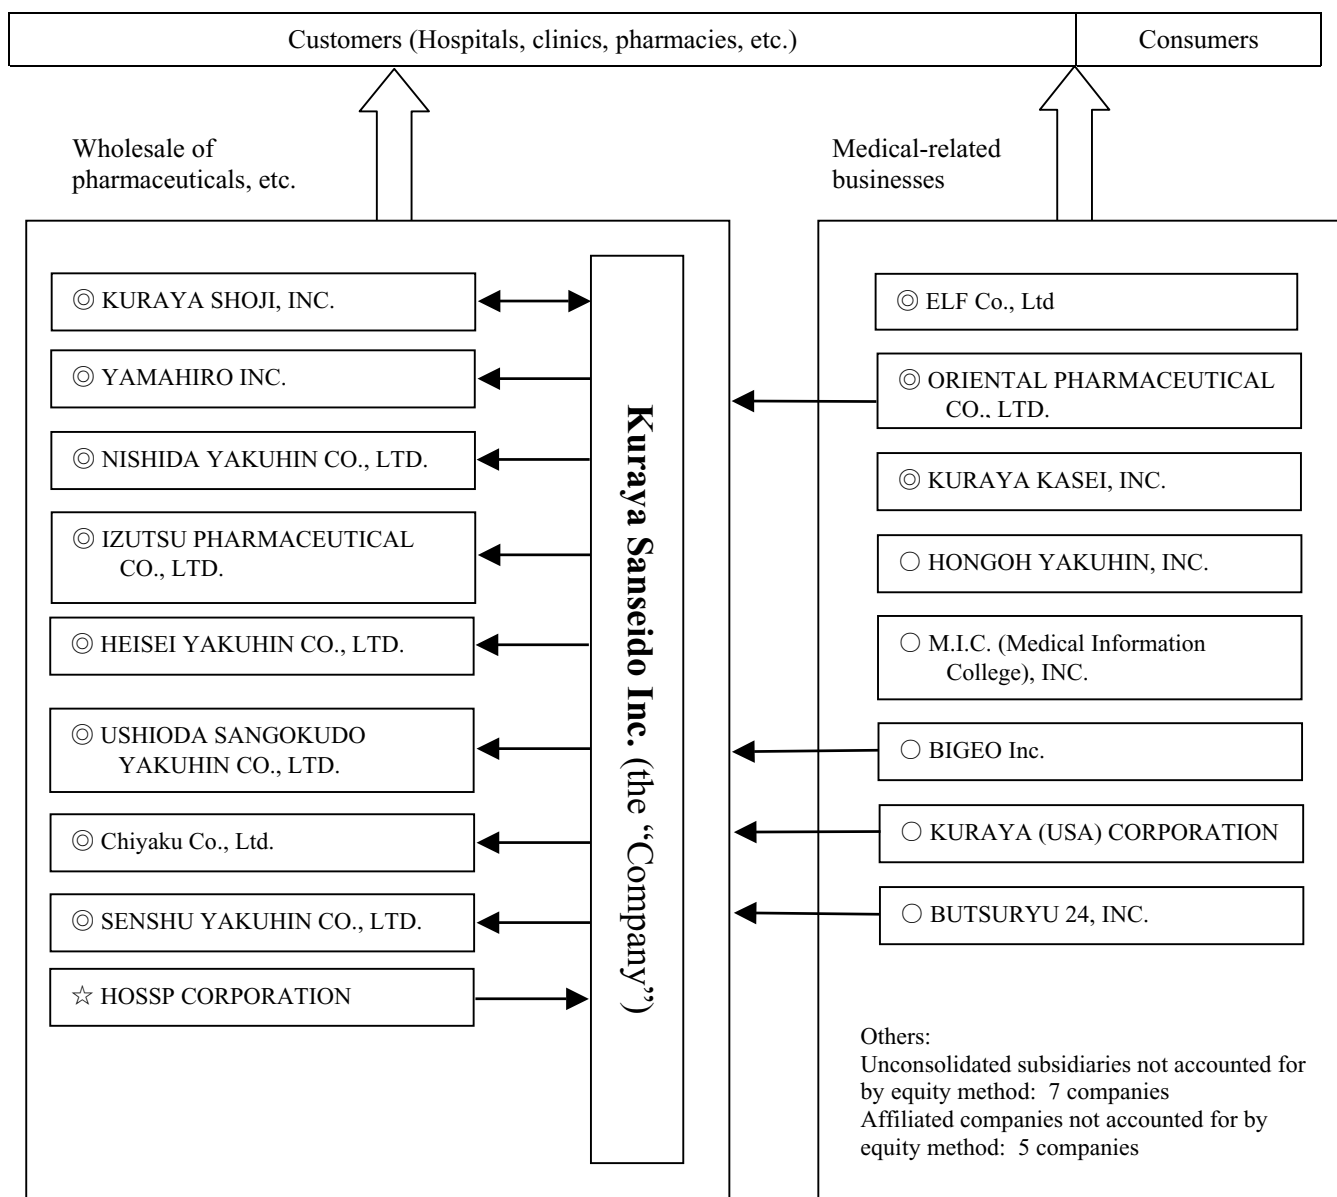 Customers (Hospitals, clinics, pharmacies, etc.)
Consumers
Wholesale of
pharmaceuticals, etc.
Medical-related
businesses
◎ KURAYA SHOJI, INC.
◎ YAMAHIRO INC.
◎ NISHIDA YAKUHIN CO., LTD.
◎ IZUTSU PHARMACEUTICAL
CO., LTD.
◎ HEISEI YAKUHIN CO., LTD.
◎ USHIODA SANGOKUDO
YAKUHIN CO., LTD.
◎ Chiyaku Co., Ltd.
◎ SENSHU YAKUHIN CO., LTD.
☆ HOSSP CORPORATION
Kuraya Sanseido Inc. (the “Company”)
◎ ELF Co., Ltd
◎ ORIENTAL PHARMACEUTICAL
CO., LTD.
◎ KURAYA KASEI, INC.
○ HONGOH YAKUHIN, INC.
○ M.I.C. (Medical Information
College), INC.
○ BIGEO Inc.
○ KURAYA (USA) CORPORATION
○ BUTSURYU 24, INC.
Others:
Unconsolidated subsidiaries not accounted for
by equity method: 7 companies
Affiliated companies not accounted for by
equity method: 5 companies